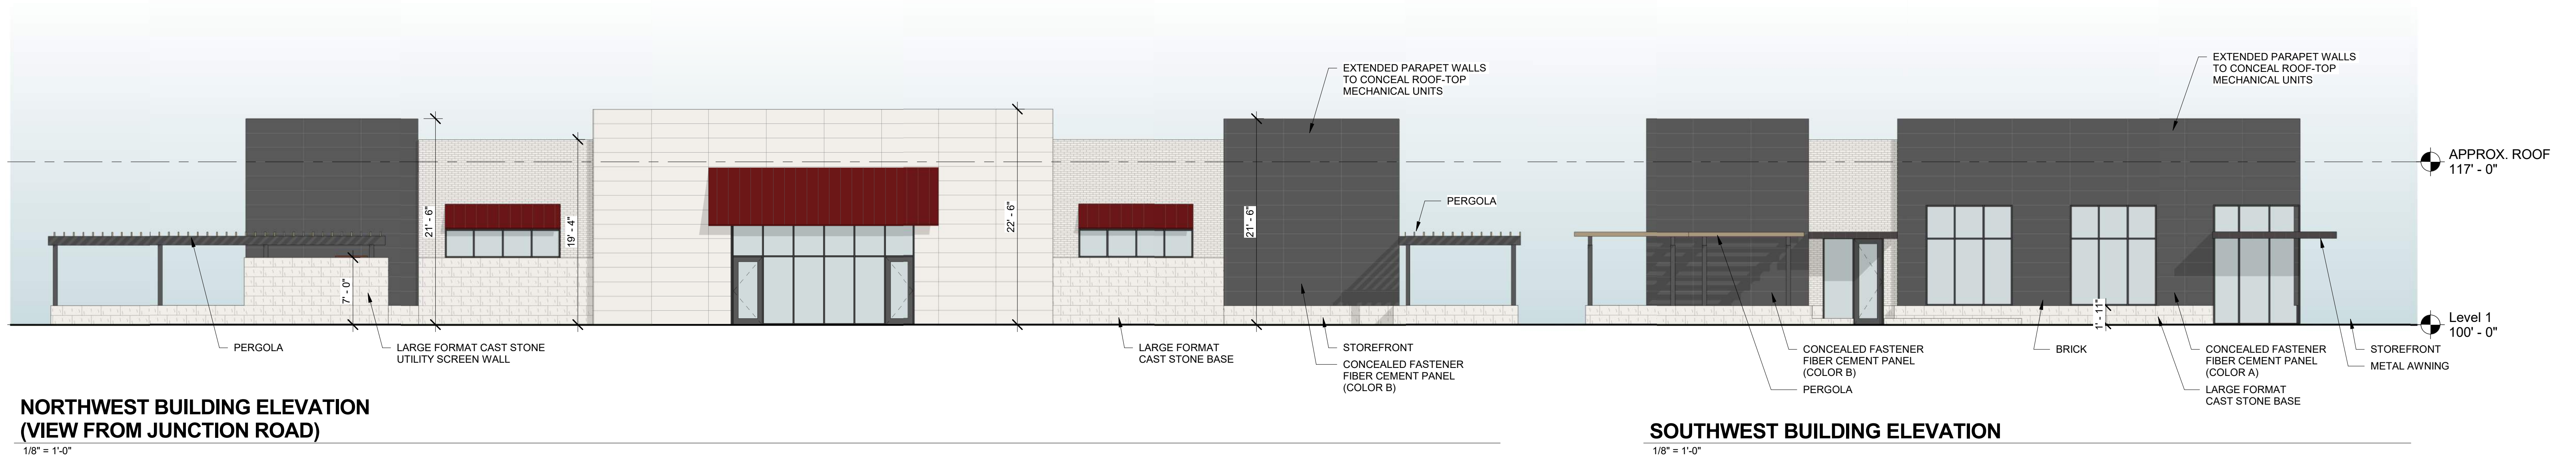 EXTENDED PARAPET WALLS
TO CONCEAL ROOF-TOP
MECHANICAL UNITS
EXTENDED PARAPET WALLS
TO CONCEAL ROOF-TOP
MECHANICAL UNITS
APPROX. ROOF
117' - 0"
PERGOLA
21' - 6"
19' - 4"
22' - 6"
21' - 6"
7' - 0"
1' - 11"
Level 1
100' - 0"
PERGOLA
LARGE FORMAT CAST STONE
UTILITY SCREEN WALL
LARGE FORMAT
CAST STONE BASE
STOREFRONT
CONCEALED FASTENER
FIBER CEMENT PANEL
(COLOR B)
CONCEALED FASTENER
FIBER CEMENT PANEL
(COLOR B)
PERGOLA
BRICK
CONCEALED FASTENER
FIBER CEMENT PANEL
(COLOR A)
LARGE FORMAT
CAST STONE BASE
STOREFRONT
METAL AWNING
NORTHWEST BUILDING ELEVATION
(VIEW FROM JUNCTION ROAD)
1/8" = 1'-0"
SOUTHWEST BUILDING ELEVATION
1/8" = 1'-0"